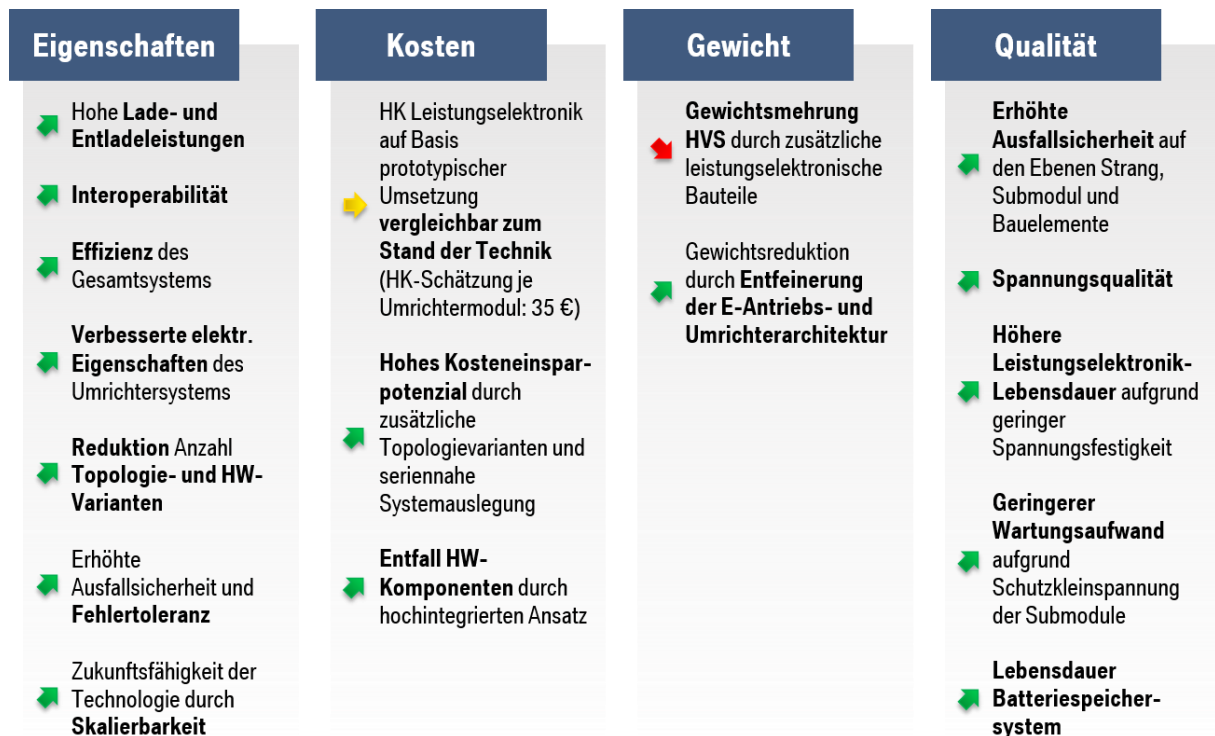 Eigenschaften
Hohe Lade- und
Entladeleistungen
Interoperabilität
Effizienz des
Gesamtsystems
Verbesserte elektr.
Eigenschaften des
Umrichtersystems
Reduktion Anzahl
Topologie- und HW-
Varianten
Erhöhte
Ausfallsicherheit und
Fehlertoleranz
Zukunftsfähigkeit der
Technologie durch
Skalierbarkeit
Kosten
HK Leistungselektronik
auf Basis
prototypischer
Umsetzung
vergleichbar zum
Stand der Technik
(HK-Schätzung je
Umrichtermodul: 35 €)
Hohes Kosteneinspar-
potenzial durch
zusätzliche
Topologievarianten und
seriennahe
Systemauslegung
Entfall HW-
Komponenten durch
hochintegrierten Ansatz
Gewicht
Gewichtsmehrung
HVS durch zusätzliche
leistungselektronische
Bauteile
Gewichtsreduktion
durch Entfeinerung
der E-Antriebs- und
Umrichterarchitektur
Qualität
Erhöhte
Ausfallsicherheit auf
den Ebenen Strang,
Submodul und
Bauelemente
Spannungsqualität
Höhere
Leistungselektronik-
Lebensdauer aufgrund
geringer
Spannungsfestigkeit
Geringerer
Wartungsaufwand
aufgrund
Schutzkleinspannung
der Submodule
Lebensdauer
Batteriespeicher-
system